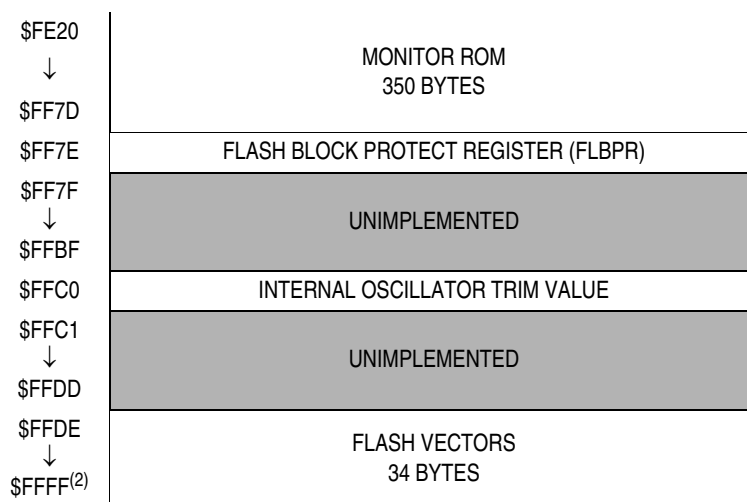 $FE20
↓
$FF7D
MONITOR ROM
350 BYTES
$FF7E
FLASH BLOCK PROTECT REGISTER (FLBPR)
$FF7F
↓
$FFBF
UNIMPLEMENTED
$FFC0
INTERNAL OSCILLATOR TRIM VALUE
$FFC1
↓
$FFDD
UNIMPLEMENTED
$FFDE
↓
$FFFF(2)
FLASH VECTORS
34 BYTES